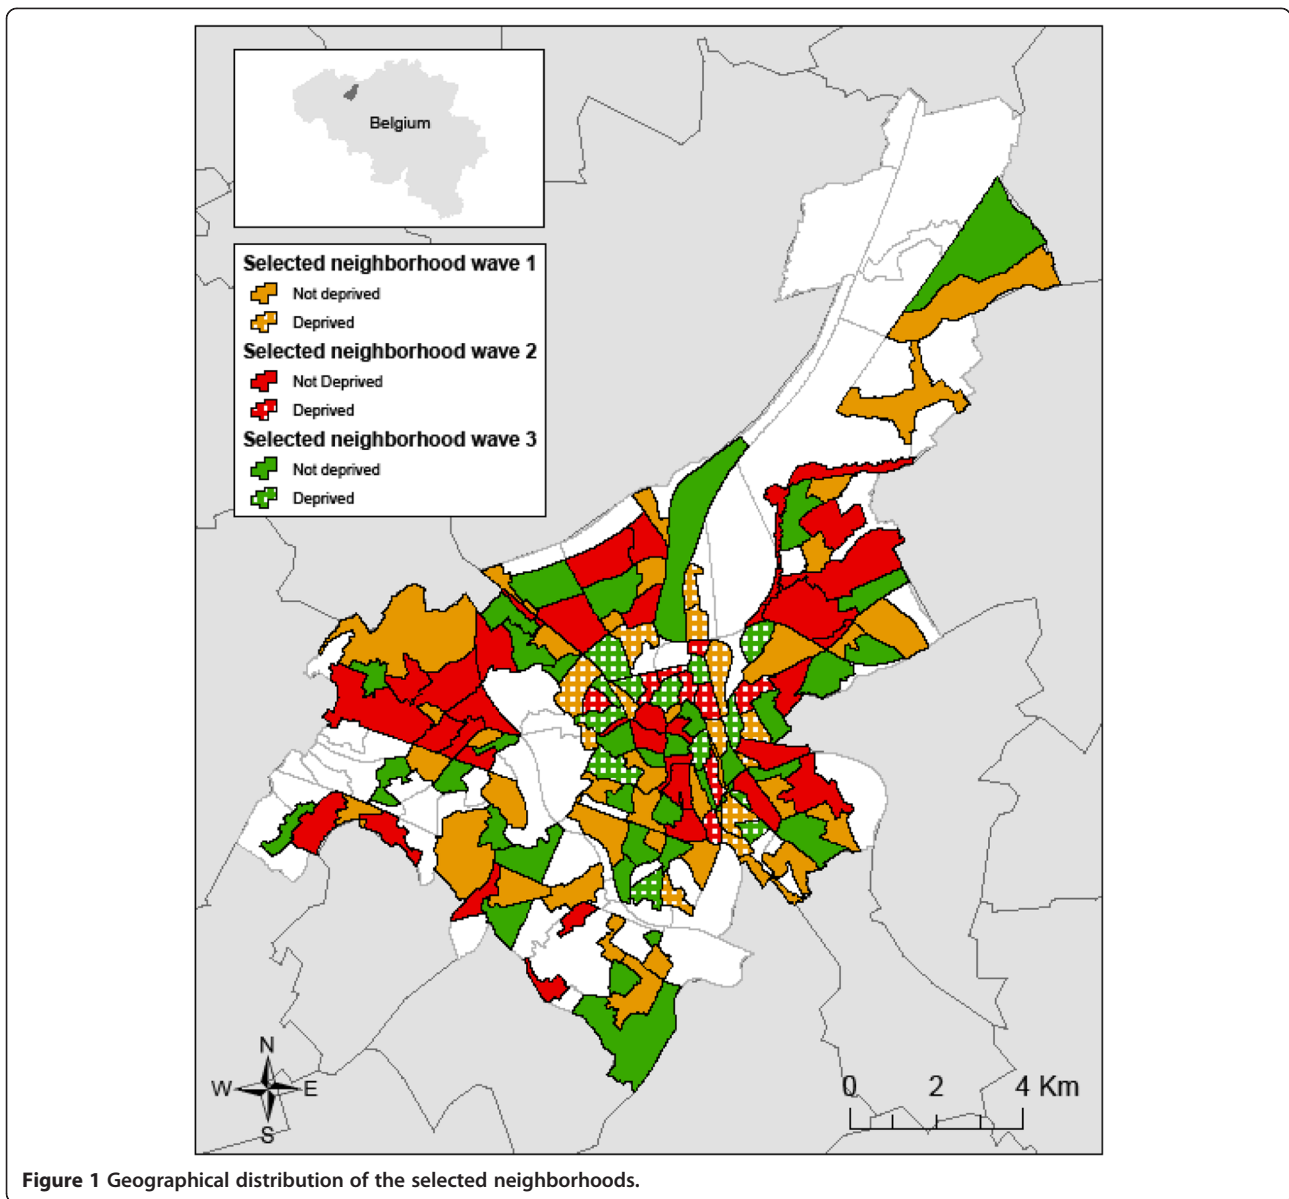 Belgium
Selected neighborhood wave 1
Not deprived
Deprived
Selected neighborhood wave 2
Not Deprived
Deprived
Selected neighborhood wave 3
Not deprived
Deprived
N
W E
S
0 2 4 Km
Figure 1 Geographical distribution of the selected neighborhoods.